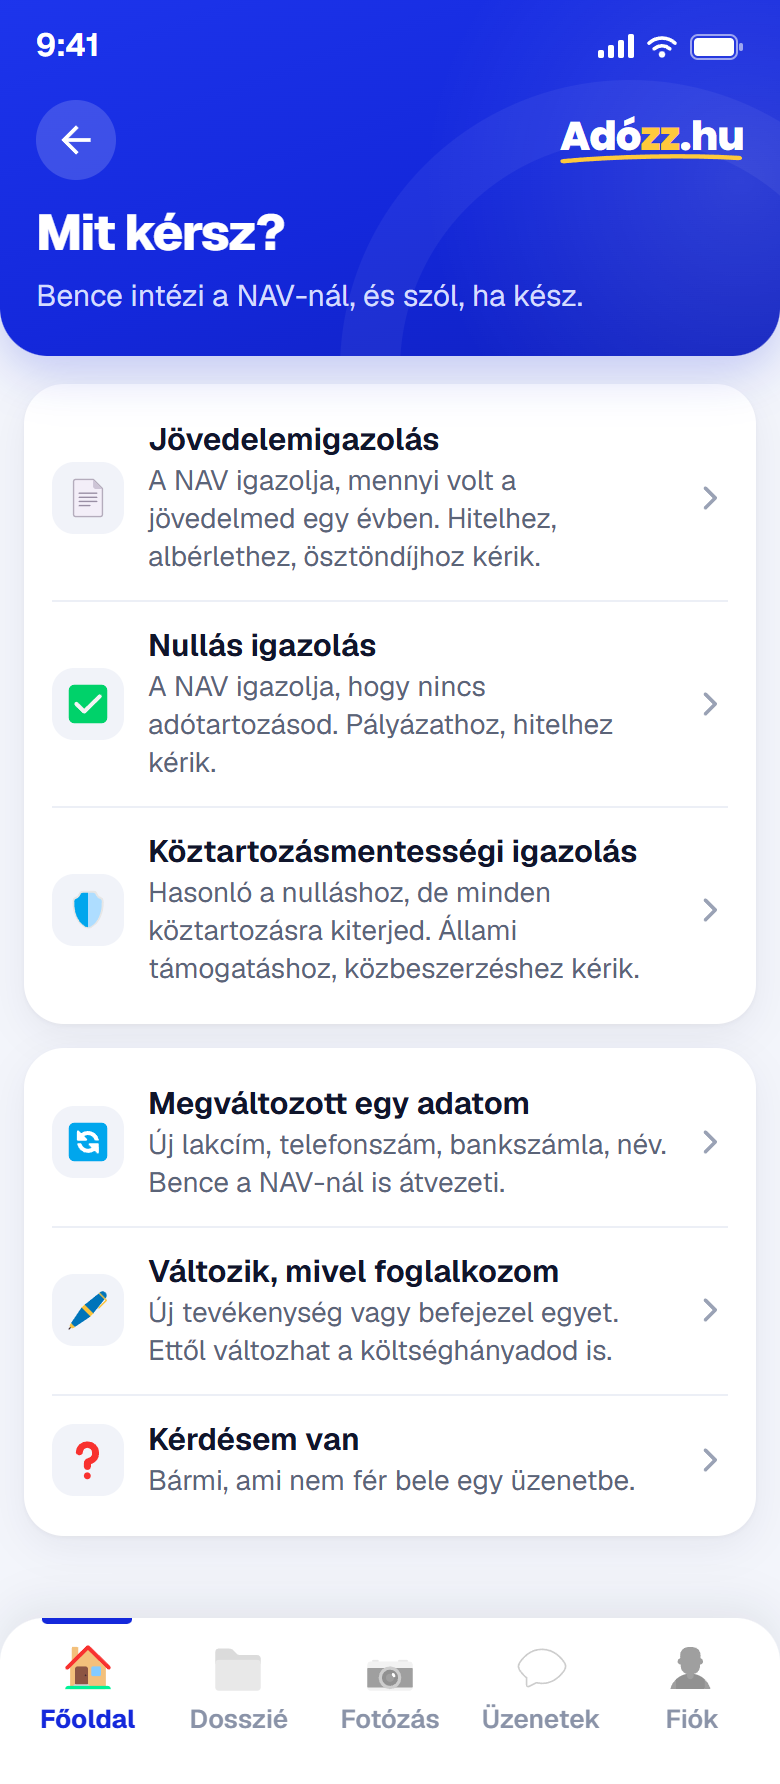 9:41
Adózz.hu
Mit kérsz?
Bence intézi a NAV-nál, és szól, ha kész.
Jövedelemigazolás
A NAV igazolja, mennyi volt a
jövedelmed egy évben. Hitelhez,
albérlethez, ösztöndíjhoz kérik.
Nullás igazolás
A NAV igazolja, hogy nincs
adótartozásod. Pályázathoz, hitelhez
kérik.
Köztartozásmentességi igazolás
Hasonló a nulláshoz, de minden
köztartozásra kiterjed. Állami
támogatáshoz, közbeszerzéshez kérik.
Megváltozott egy adatom
Új lakcím, telefonszám, bankszámla, név.
Bence a NAV-nál is átvezeti.
Változik, mivel foglalkozom
Új tevékenység vagy befejezel egyet.
Ettől változhat a költséghányadod is.
Kérdésem van
Bármi, ami nem fér bele egy üzenetbe.
Főoldal Dosszié Fotózás Üzenetek Fiók